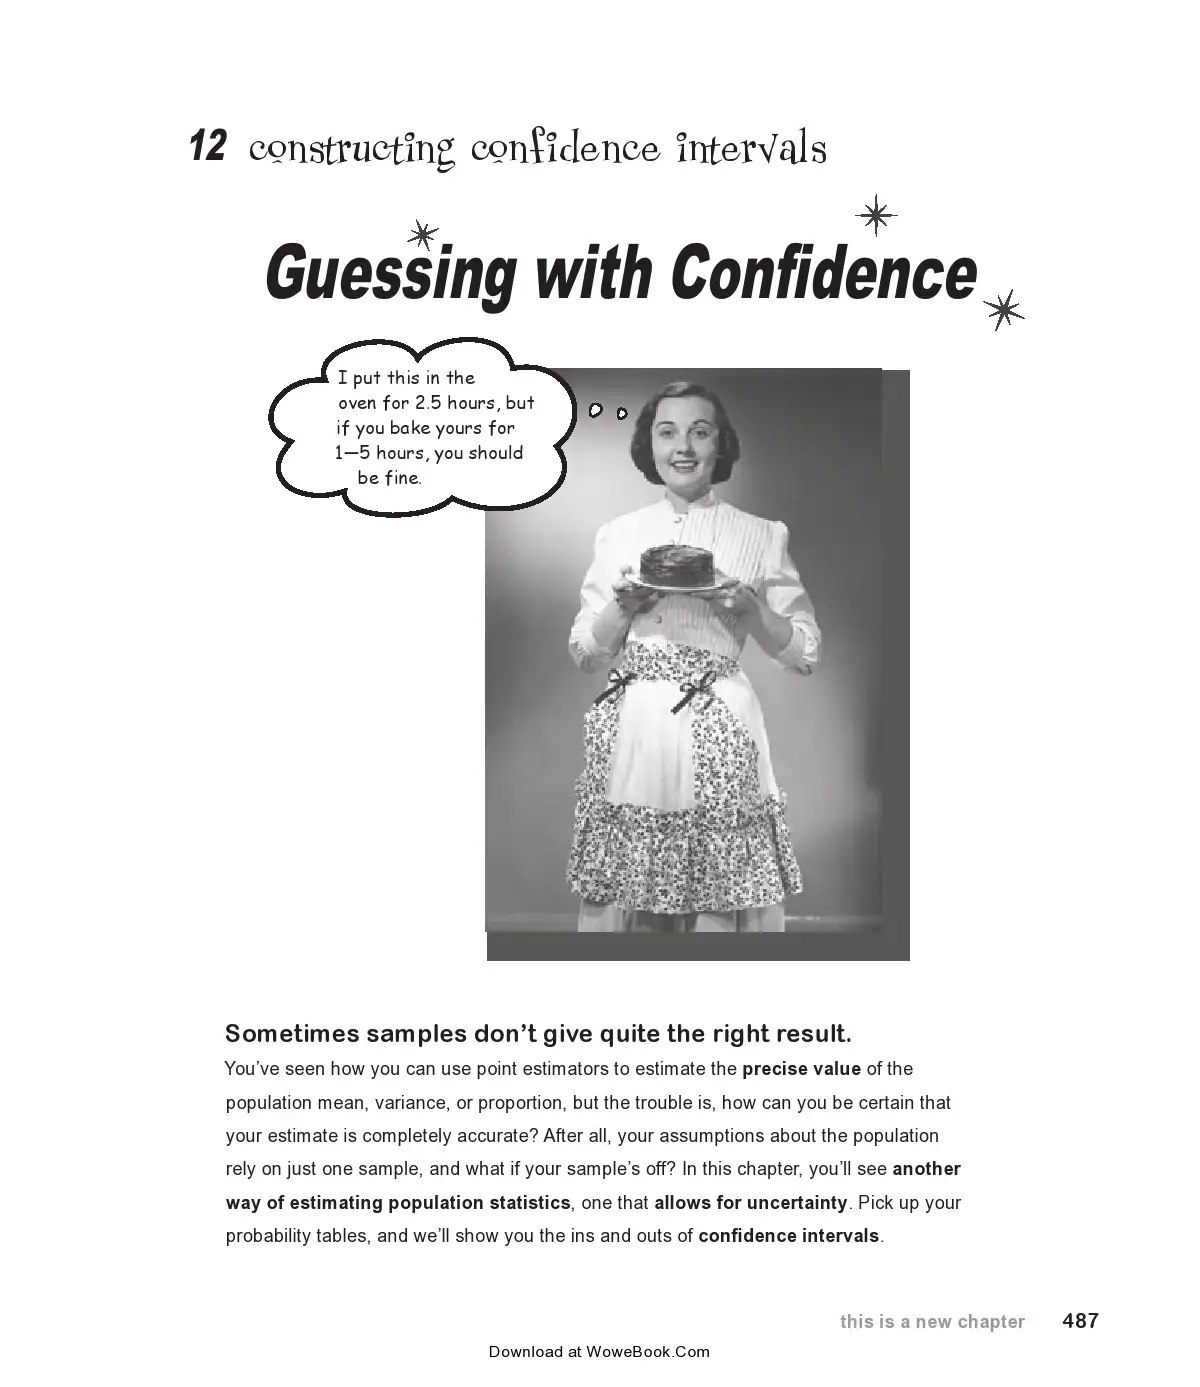 12 constructing confidence intervals
Guessing with Confidence
I put this in the
oven for 2.5 hours, but
if you bake yours for
1—5 hours, you should
be fine.
Sometimes samples don’t give quite the right result.
You’ve seen how you can use point estimators to estimate the precise value of the
population mean, variance, or proportion, but the trouble is, how can you be certain that
your estimate is completely accurate? After all, your assumptions about the population
rely on just one sample, and what if your sample’s off? In this chapter, you’ll see another
way of estimating population statistics, one that allows for uncertainty. Pick up your
probability tables, and we’ll show you the ins and outs of confidence intervals.
this is a new chapter 487
Download at WoweBook.Com